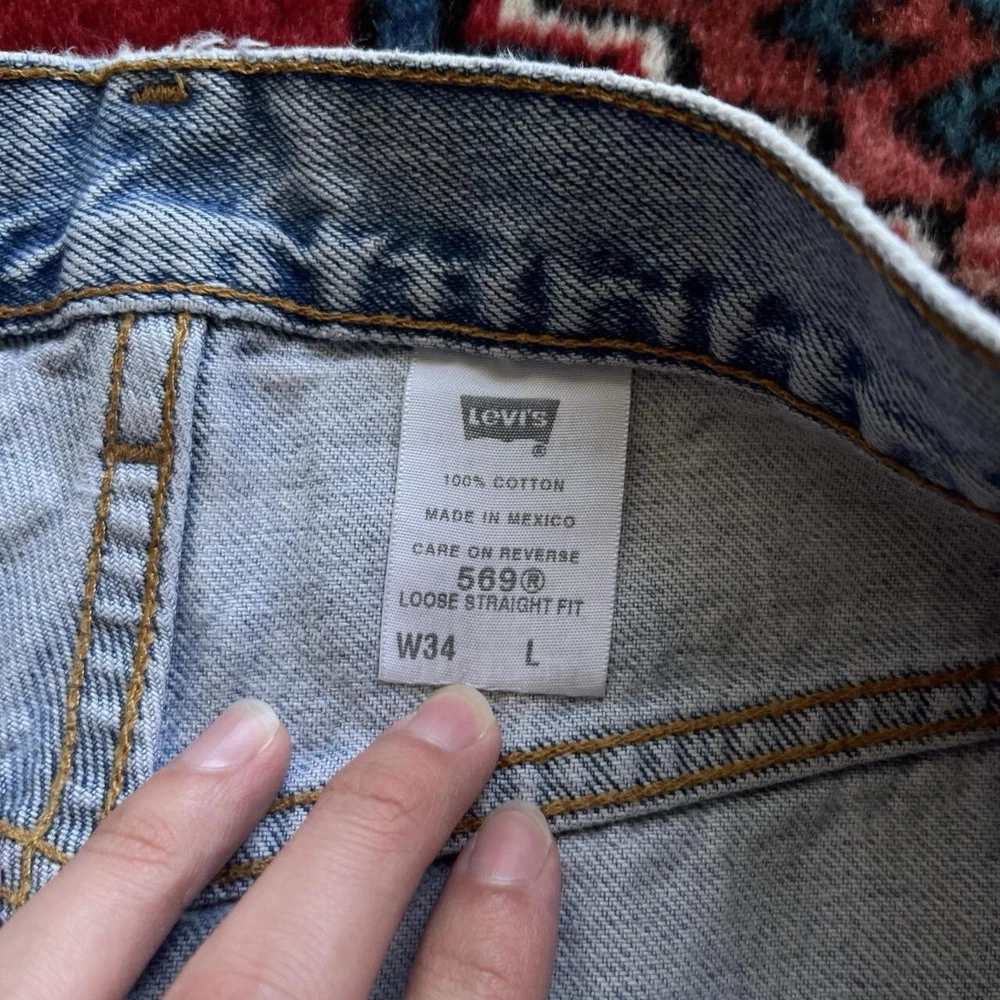 Levi's
®
100% COTTON
MADE IN MEXICO
CARE ON REVERSE
569®
LOOSE STRAIGHT FIT
W34 L